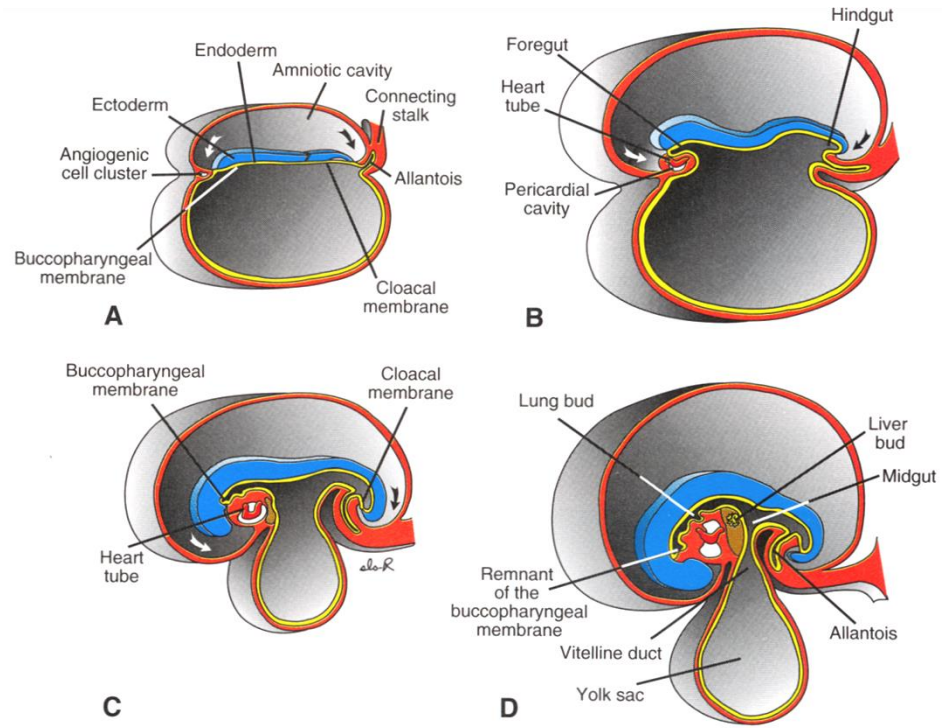 Endoderm
Amniotic cavity
Ectoderm
Connecting
stalk
Angiogenic
cell cluster
Allantois
Buccopharyngeal
membrane
Cloacal
membrane
A
Hindgut
Foregut
Heart
tube
Pericardial
cavity
B
Buccopharyngeal
membrane
Cloacal
membrane
Heart
tube
C
Lung bud
Liver
bud
Midgut
Remnant
of the
buccopharyngeal
membrane
Allantois
Vitelline duct
Yolk sac
D